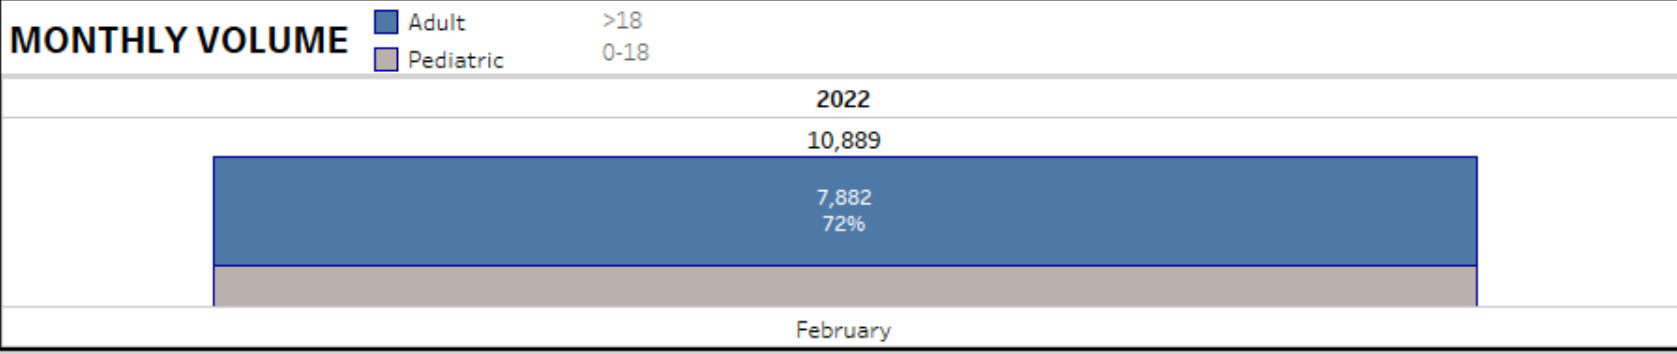 MONTHLY VOLUME
Adult >18
Pediatric 0-18
2022
10,889
7,882
72%
February